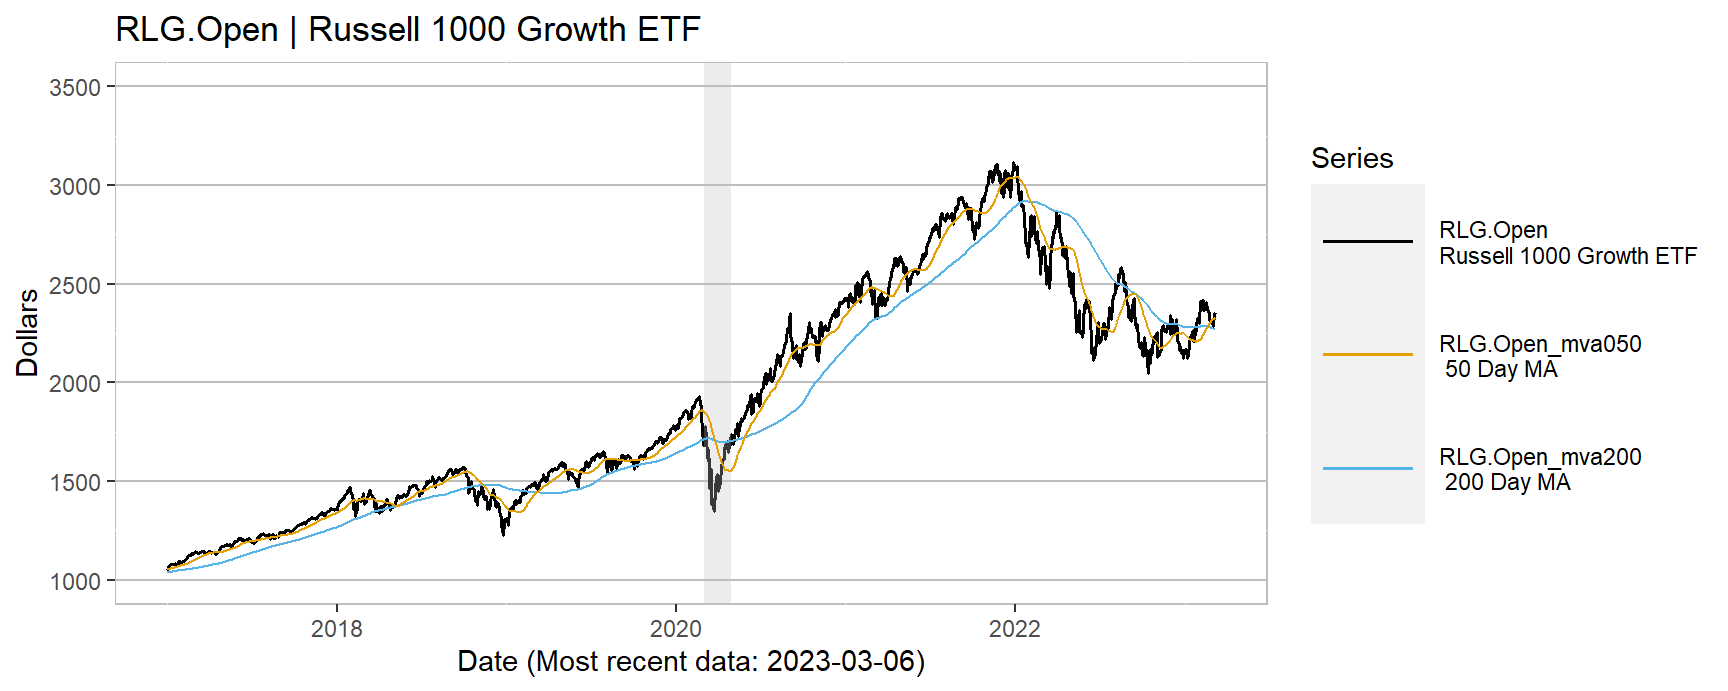 RLG.Open | Russell 1000 Growth ETF
3500
3000
2500
2000
1500
1000
Dollars
2018
2020
2022
Date (Most recent data: 2023-03-06)
Series
RLG.Open
Russell 1000 Growth ETF
RLG.Open_mva050
50 Day MA
RLG.Open_mva200
200 Day MA